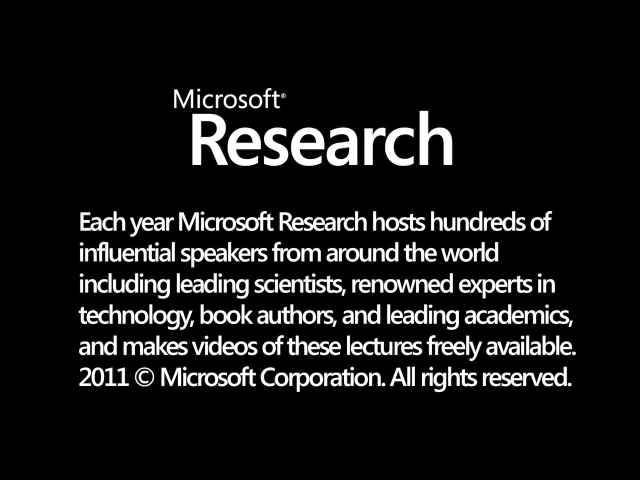 Microsoft®
Research
Each year Microsoft Research hosts hundreds of
influential speakers from around the world
including leading scientists, renowned experts in
technology, book authors, and leading academics,
and makes videos of these lectures freely available.
2011 © Microsoft Corporation. All rights reserved.